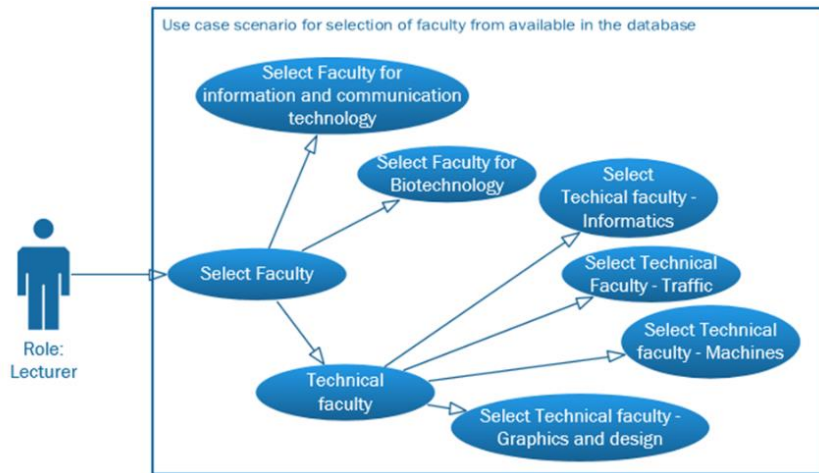 Use case scenario for selection of faculty from available in the database
Select Faculty for
information and communication
technology
Select Faculty for
Biotechnology
Select
Techical faculty -
Informatics
Select Faculty
Select Technical
Faculty - Traffic
Select Technical
faculty - Machines
Role:
Lecturer
Technical
faculty
Select Technical faculty -
Graphics and design